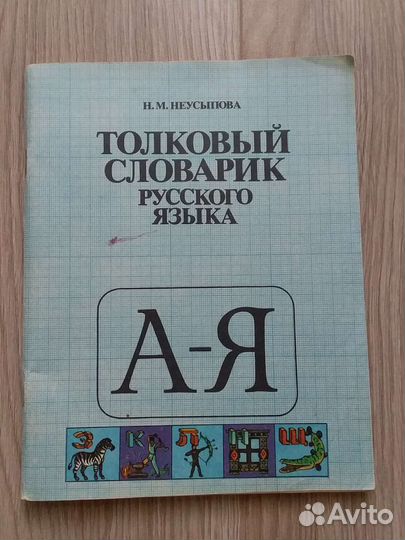 Н. М. НЕУСЫПОВА
ТОЛКОВЫЙ
СЛОВАРИК
РУССКОГО
ЯЗЫКА
А-Я
З К Л Н Щ
Avito